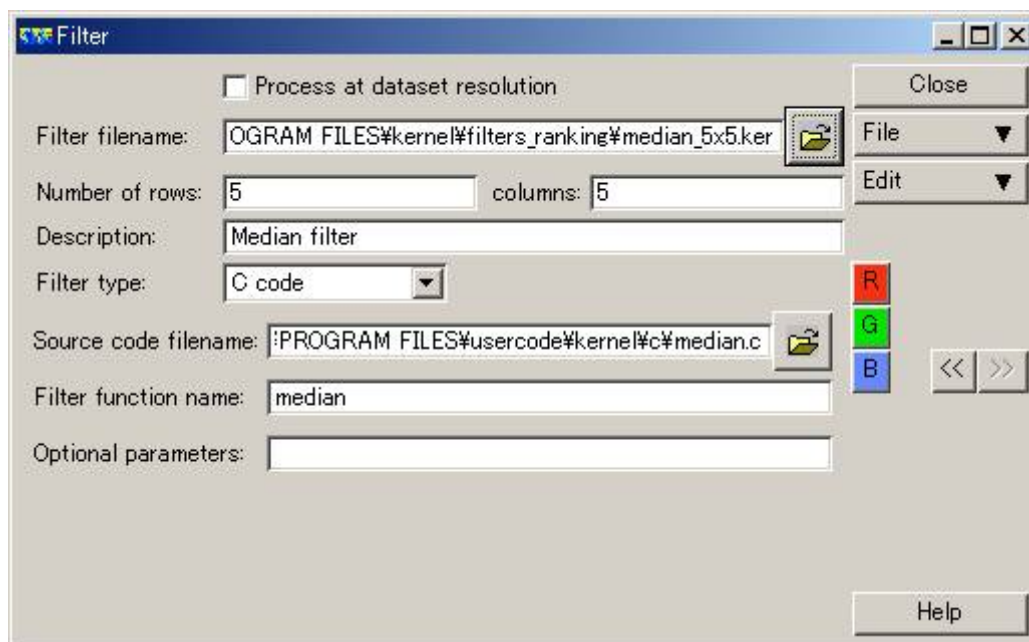 Filter
Process at dataset resolution
Close
Filter filename: OGRAM FILES¥kernel¥filters_ranking¥median_5x5.ker
File ▼
Number of rows: 5 columns: 5
Edit ▼
Description: Median filter
Filter type: C code
R
Source code filename: :PROGRAM FILES¥usercode¥kernel¥c¥median.c
G
B << >>
Filter function name: median
Optional parameters:
Help